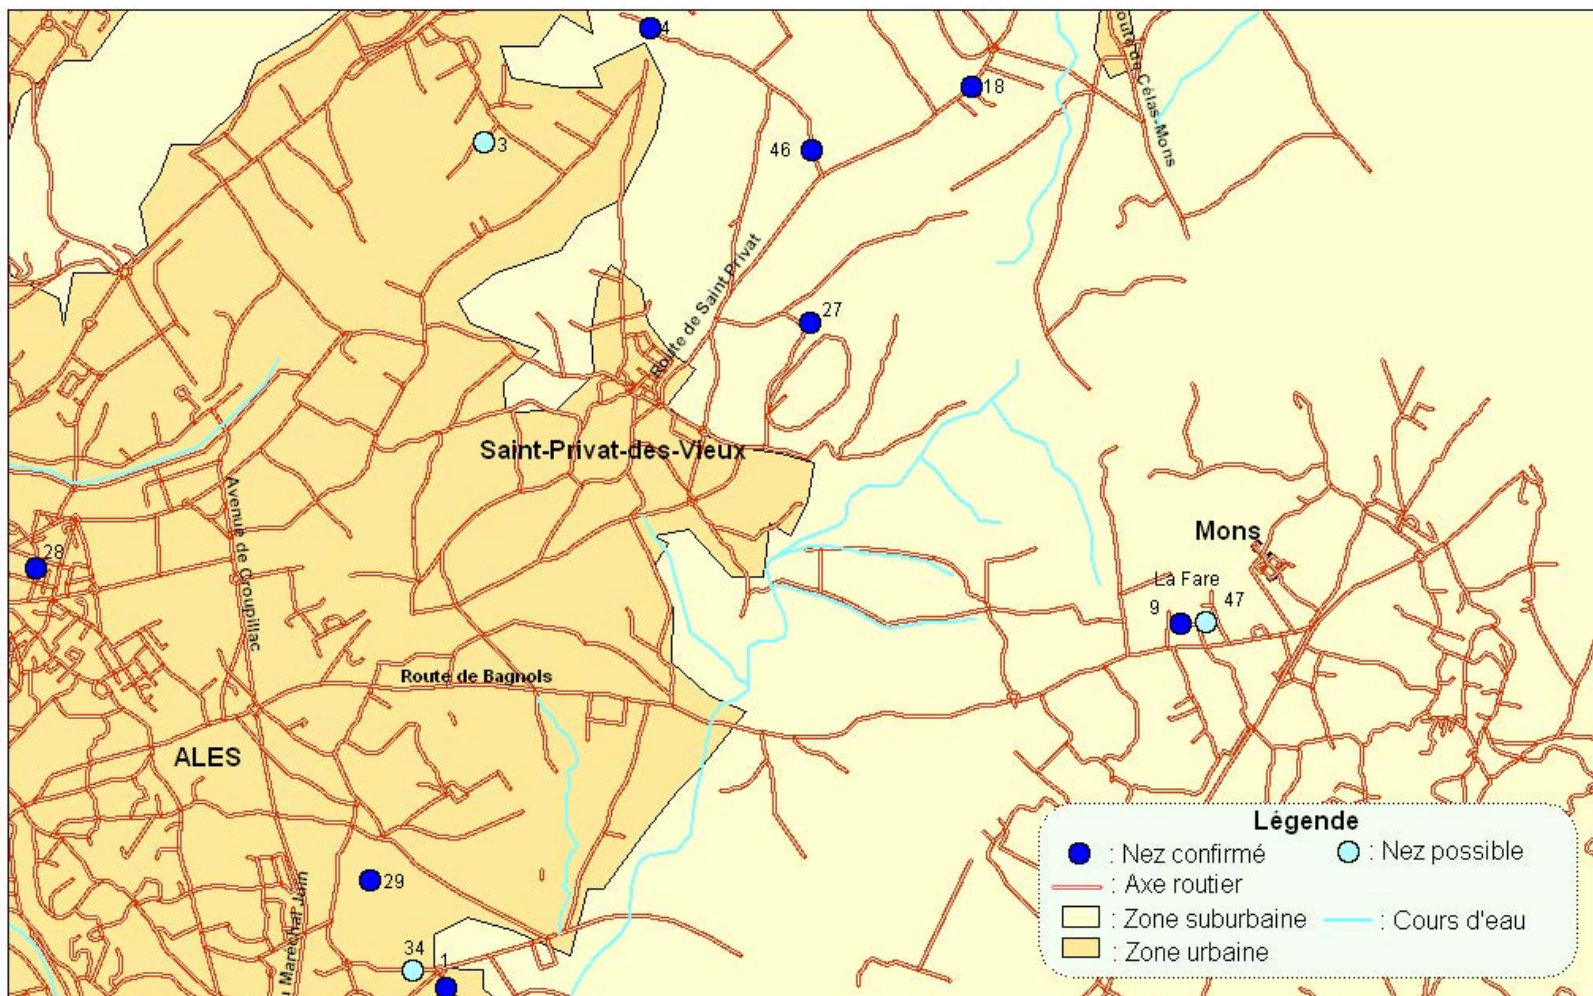 4
18
Route de Célas-Mons
3
46
Route de Saint Privat
27
Saint-Privat-des-Vieux
Avenue de Croupillac
Mons
28
La Fare
9
47
Route de Bagnols
ALES
Légende
: Nez confirmé
: Nez possible
: Axe routier
: Zone suburbaine
: Cours d'eau
: Zone urbaine
29
Maréchal Juin
34
1